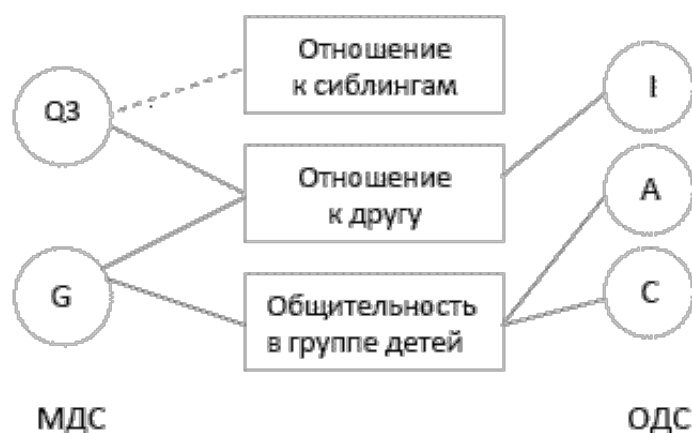 Отношение
к сиблингам
Q3
I
Отношение
к другу
A
G
Общительность
в группе детей
C
МДС
ОДС